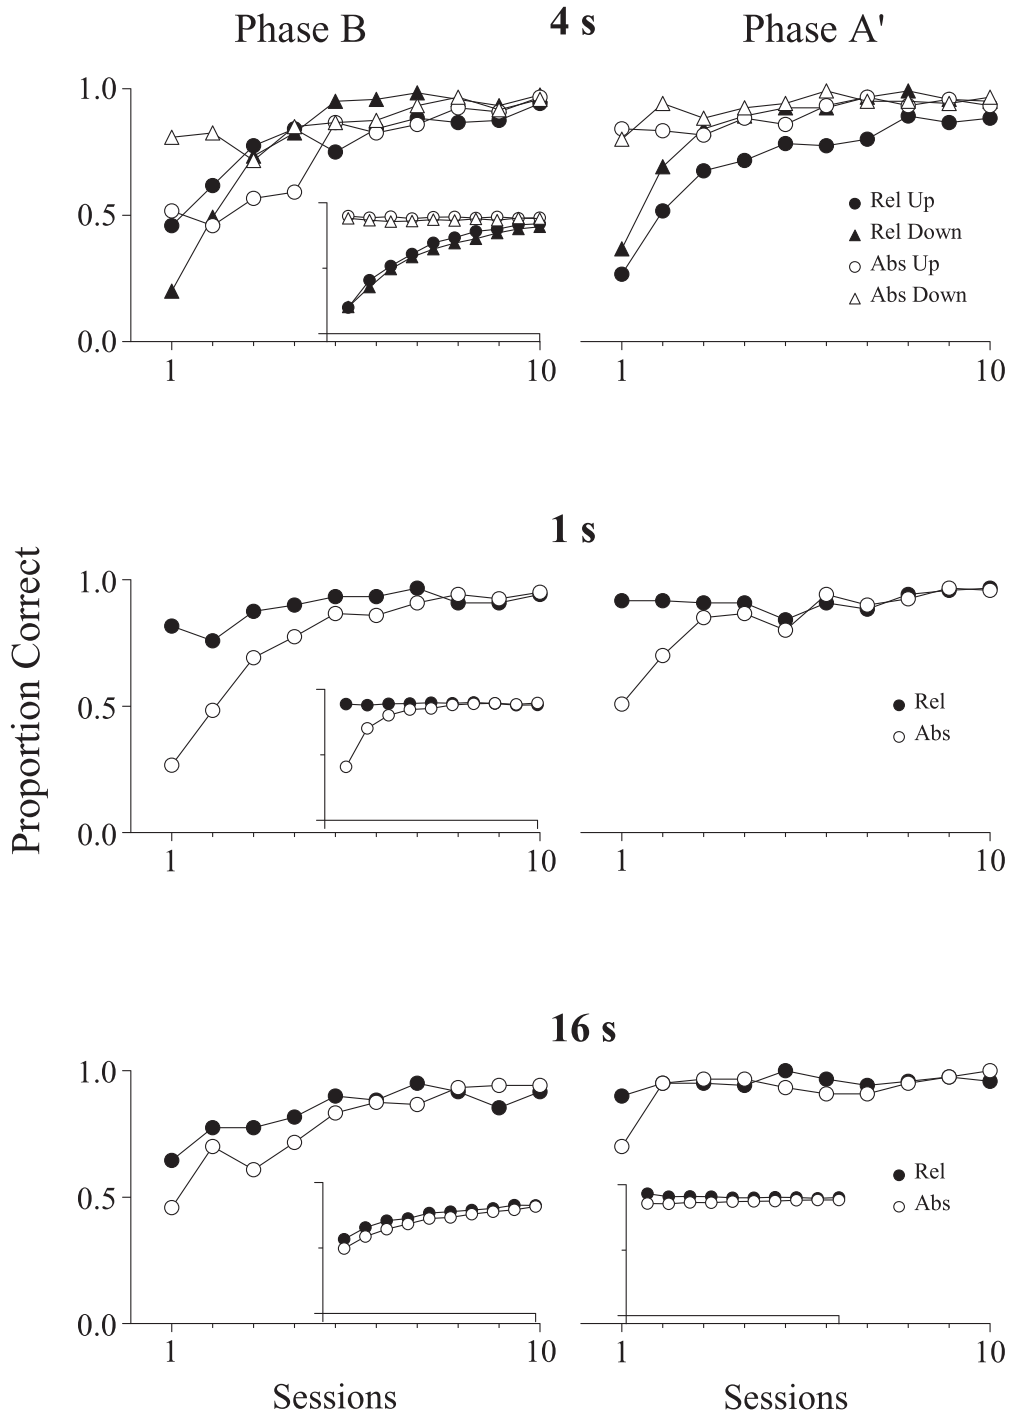 Phase B 4 s Phase A'
1.0
0.5
0.0
1 10 1 10
Rel Up
Rel Down
Abs Up
Abs Down
1 s
Proportion Correct
1.0
0.5
0.0
1 10 1 10
Rel
Abs
16 s
1.0
0.5
0.0
1 10 1 10
Rel
Abs
Sessions Sessions